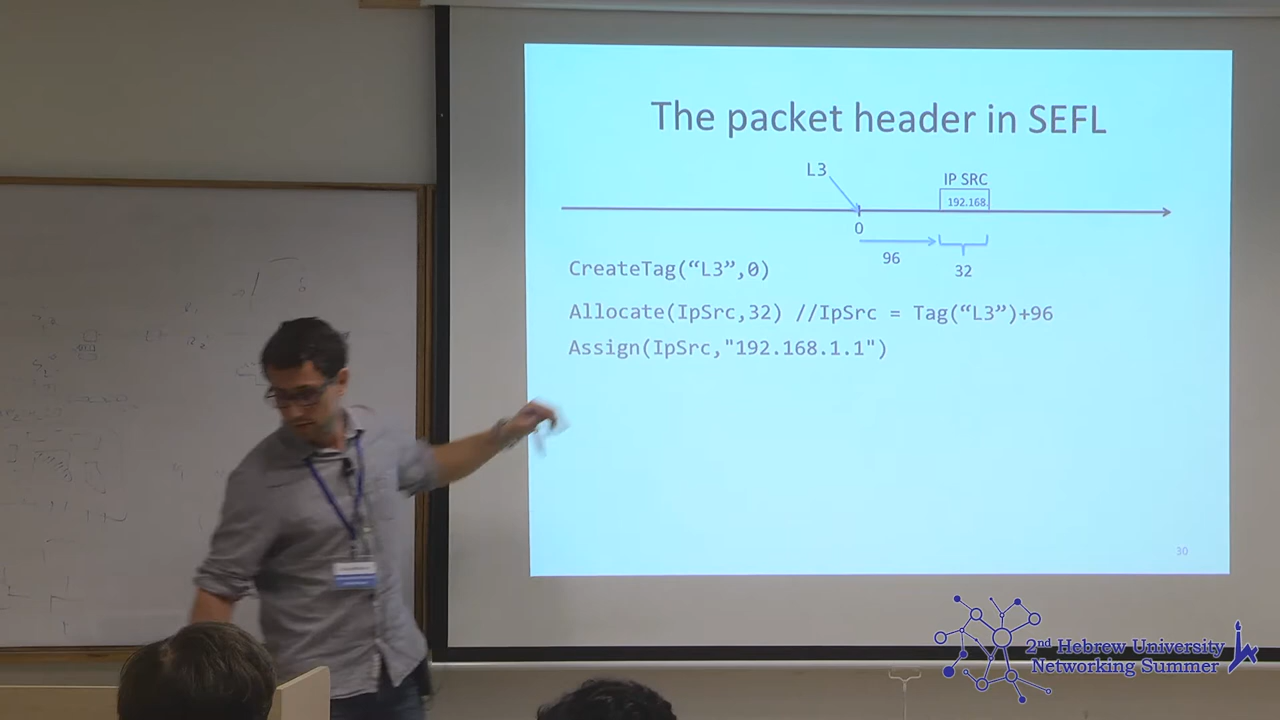 The packet header in SEFL
L3
IP SRC
192.168.
0
96
32
CreateTag(“L3”,0)
Allocate(IpSrc,32) //IpSrc = Tag(“L3”)+96
Assign(IpSrc,"192.168.1.1")
30
2nd Hebrew University
Networking Summer